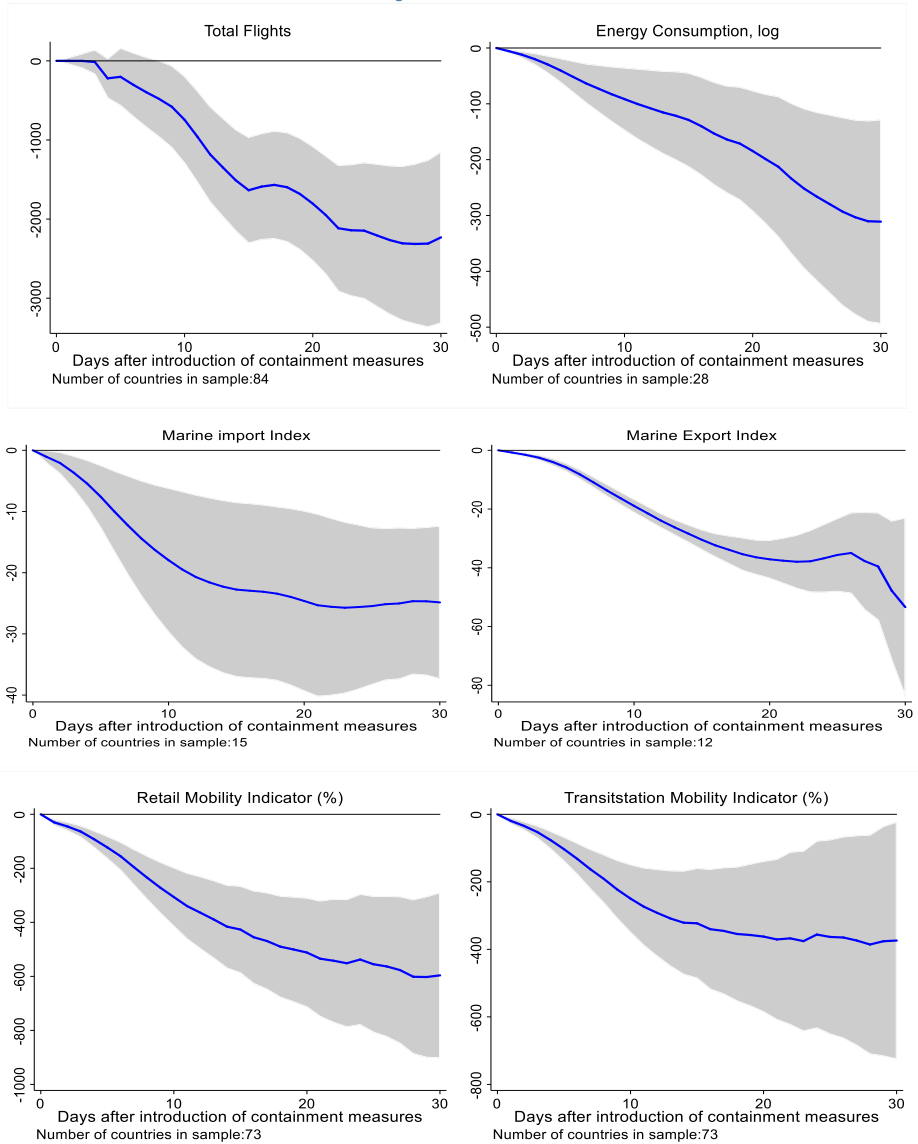 Total Flights
0
-1000
-2000
-3000
0 10 20 30
Days after introduction of containment measures
Number of countries in sample:84
Energy Consumption, log
0
-100
-200
-300
-400
-500
0 10 20 30
Days after introduction of containment measures
Number of countries in sample:28
Marine import Index
0
-10
-20
-30
-40
0 10 20 30
Days after introduction of containment measures
Number of countries in sample:15
Marine Export Index
0
-20
-40
-60
-80
0 10 20 30
Days after introduction of containment measures
Number of countries in sample:12
Retail Mobility Indicator (%)
0
-200
-400
-600
-800
-1000
0 10 20 30
Days after introduction of containment measures
Number of countries in sample:73
Transitstation Mobility Indicator (%)
0
-200
-400
-600
-800
0 10 20 30
Days after introduction of containment measures
Number of countries in sample:73